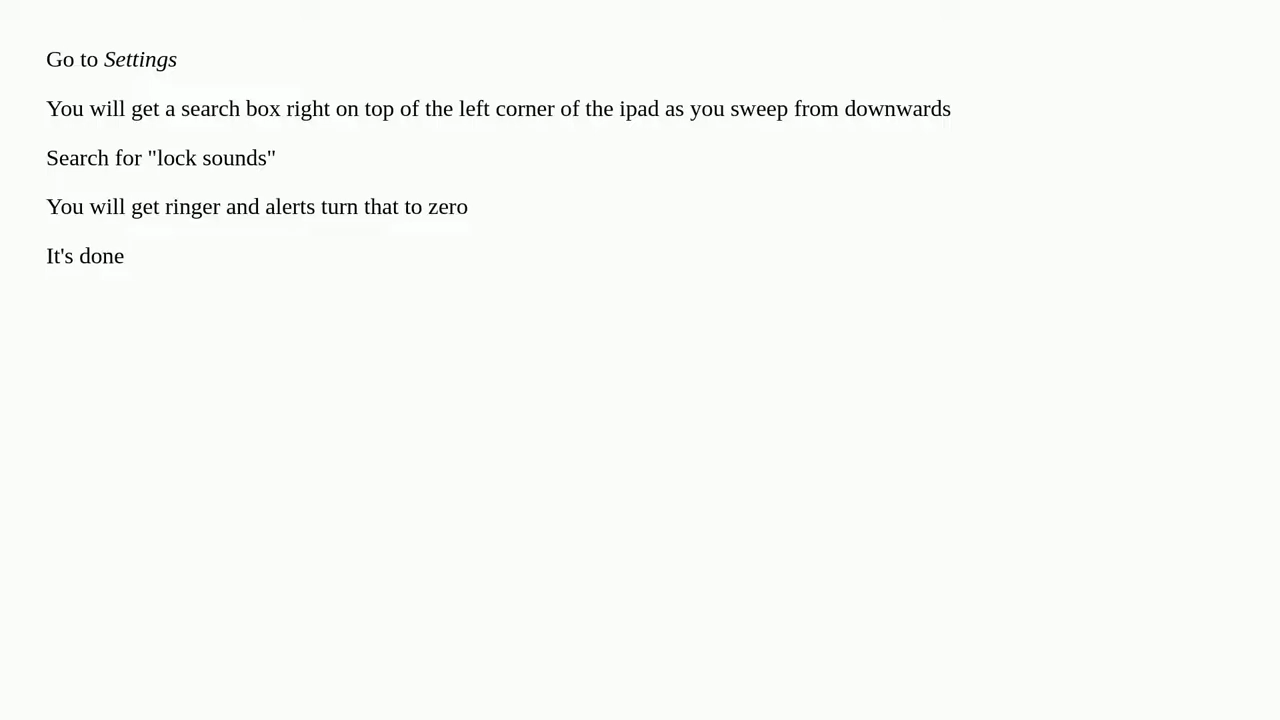 Go to Settings
You will get a search box right on top of the left corner of the ipad as you sweep from downwards
Search for "lock sounds"
You will get ringer and alerts turn that to zero
It's done